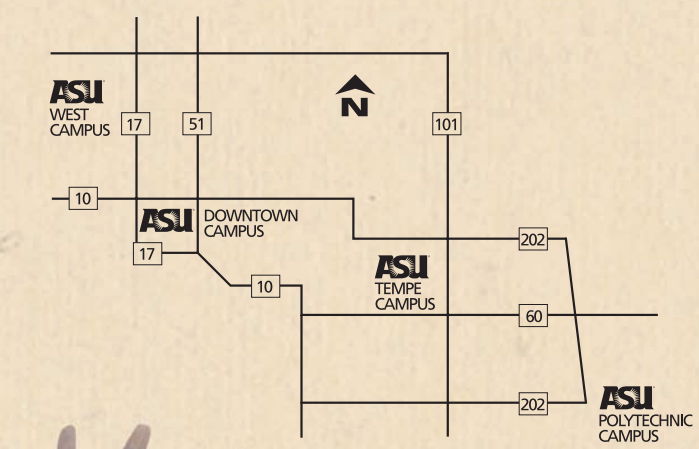 ASU
WEST
CAMPUS
17
51
N
101
10
ASU
DOWNTOWN
CAMPUS
17
10
202
ASU
TEMPE
CAMPUS
60
202
ASU
POLYTECHNIC
CAMPUS